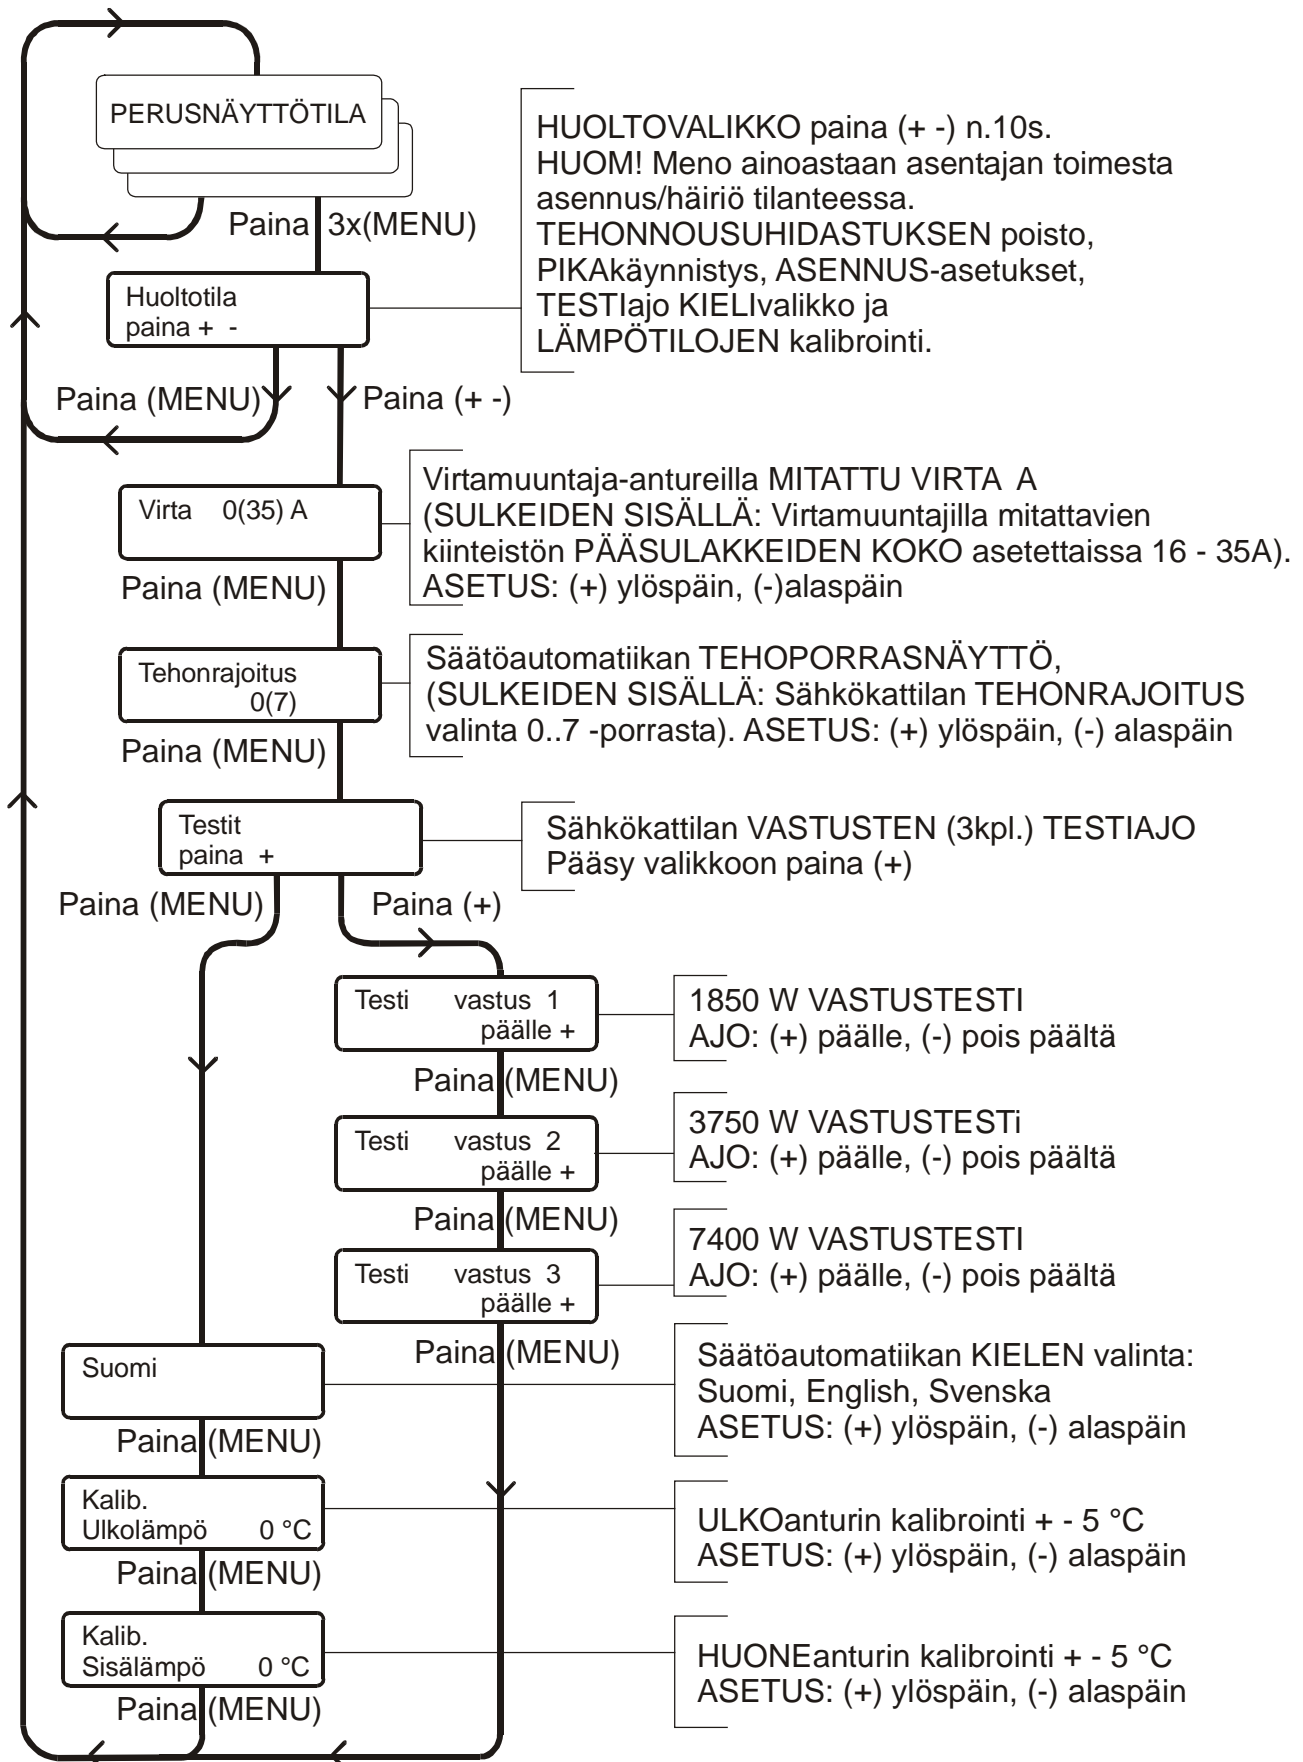 PERUSNÄYTTÖTILA
HUOLTOVALIKKO paina (+ -) n.10s.
HUOM! Meno ainoastaan asentajan toimesta
asennus/häiriö tilanteessa.
TEHONNOUSUHIDASTUKSEN poisto,
PIKAkäynnistys, ASENNUS-asetukset,
TESTIajo KIELIvalikko ja
LÄMPÖTILOJEN kalibrointi.
Paina 3x(MENU)
Huoltotila
paina + -
Paina (MENU)
Paina (+ -)
Virta 0(35) A
Virtamuuntaja-antureilla MITATTU VIRTA A
(SULKEIDEN SISÄLLÄ: Virtamuuntajilla mitattavien
kiinteistön PÄÄSULAKKEIDEN KOKO asetettaissa 16 - 35A).
ASETUS: (+) ylöspäin, (-)alaspäin
Paina (MENU)
Tehonrajoitus
0(7)
Säätöautomatiikan TEHOPORRASNÄYTTÖ,
(SULKEIDEN SISÄLLÄ: Sähkökattilan TEHONRAJOITUS
valinta 0..7 -porrasta). ASETUS: (+) ylöspäin, (-) alaspäin
Paina (MENU)
Testit
paina +
Sähkökattilan VASTUSTEN (3kpl.) TESTIAJO
Pääsy valikkoon paina (+)
Paina (MENU)
Paina (+)
Testi vastus 1
päälle +
1850 W VASTUSTESTI
AJO: (+) päälle, (-) pois päältä
Paina (MENU)
Testi vastus 2
päälle +
3750 W VASTUSTESTi
AJO: (+) päälle, (-) pois päältä
Paina (MENU)
Testi vastus 3
päälle +
7400 W VASTUSTESTI
AJO: (+) päälle, (-) pois päältä
Paina (MENU)
Suomi
Säätöautomatiikan KIELEN valinta:
Suomi, English, Svenska
ASETUS: (+) ylöspäin, (-) alaspäin
Paina (MENU)
Kalib.
Ulkolämpö 0 °C
ULKOanturin kalibrointi + - 5 °C
ASETUS: (+) ylöspäin, (-) alaspäin
Paina (MENU)
Kalib.
Sisälämpö 0 °C
HUONEanturin kalibrointi + - 5 °C
ASETUS: (+) ylöspäin, (-) alaspäin
Paina (MENU)